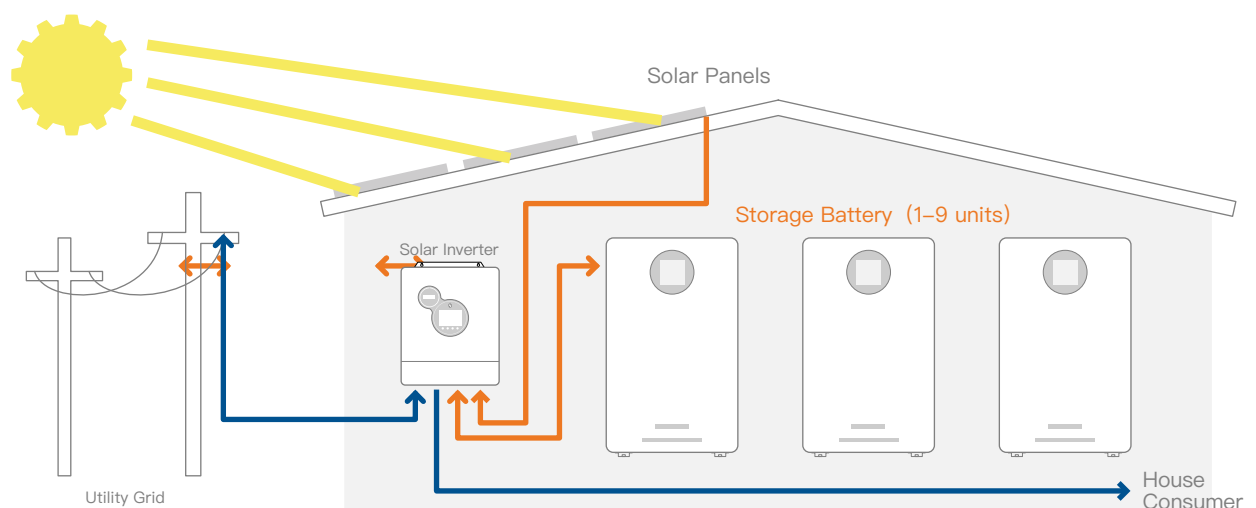 Solar Panels
Storage Battery (1–9 units)
Solar Inverter
Utility Grid
House
Consumer